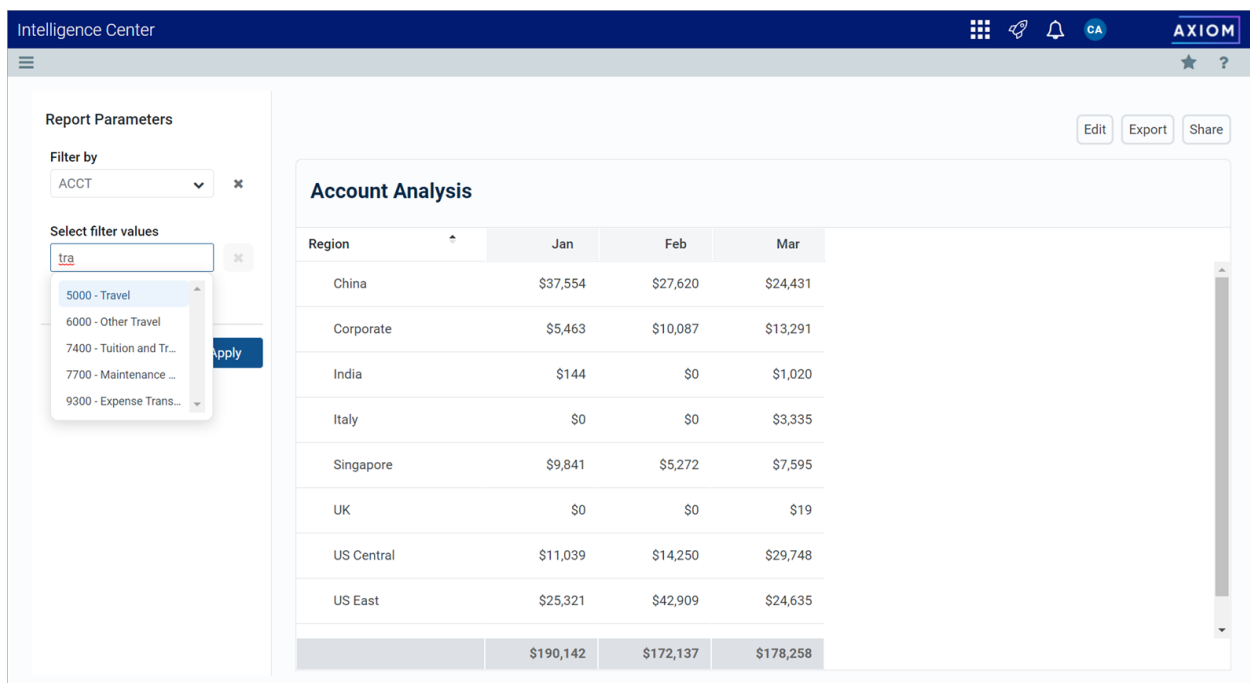 Intelligence Center
CA
AXIOM
?
Report Parameters
Filter by
ACCT
Select filter values
tra
5000 - Travel
6000 - Other Travel
7400 - Tuition and Tr...
7700 - Maintenance ...
9300 - Expense Trans...
Apply
Edit Export Share
Account Analysis
Region Jan Feb Mar
China $37,554 $27,620 $24,431
Corporate $5,463 $10,087 $13,291
India $144 $0 $1,020
Italy $0 $0 $3,335
Singapore $9,841 $5,272 $7,595
UK $0 $0 $19
US Central $11,039 $14,250 $29,748
US East $25,321 $42,909 $24,635
$190,142 $172,137 $178,258